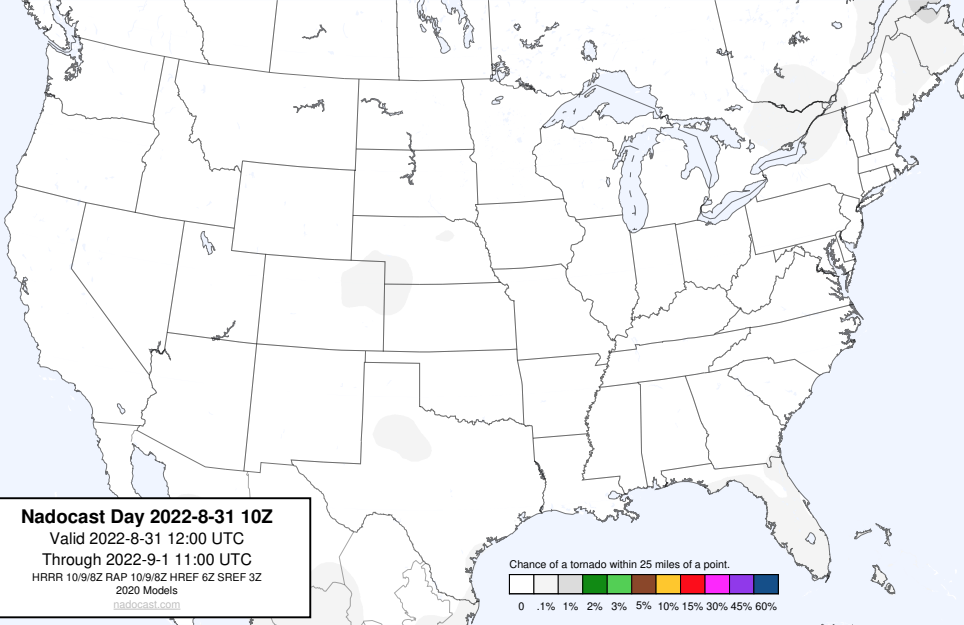 Nadocast Day 2022-8-31 10Z
Valid 2022-8-31 12:00 UTC
Through 2022-9-1 11:00 UTC
HRRR 10/9/8Z RAP 10/9/8Z HREF 6Z SREF 3Z
2020 Models
nadocast.com
Chance of a tornado within 25 miles of a point.
0 .1% 1% 2% 3% 5% 10% 15% 30% 45% 60%